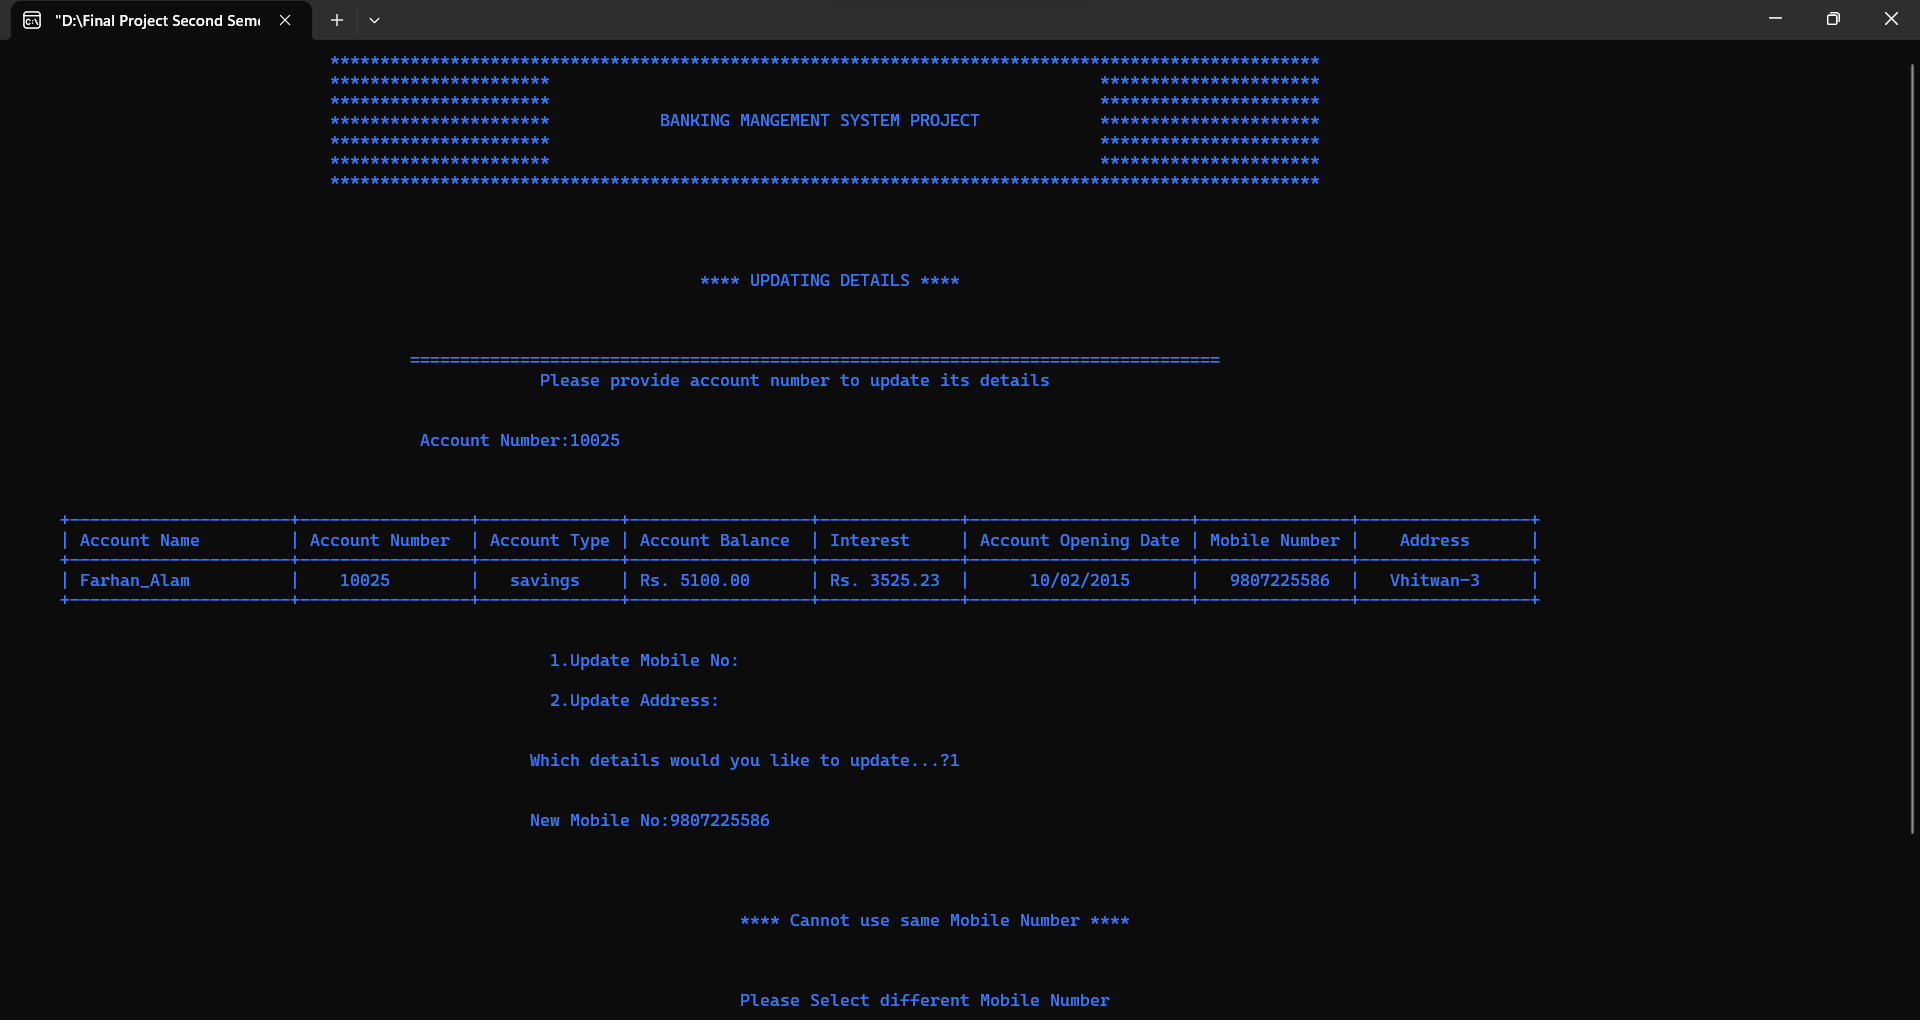 "D:\Final Project Second Seme
***************************************************************************************************
**********************                                                       **********************
**********************                                                       **********************
**********************           BANKING MANGEMENT SYSTEM PROJECT            **********************
**********************                                                       **********************
**********************                                                       **********************
***************************************************************************************************
**** UPDATING DETAILS ****
=================================================================================
Please provide account number to update its details
Account Number:10025
+----------------------+-----------------+--------------+------------------+--------------+----------------------+---------------+-----------------+
| Account Name         | Account Number  | Account Type | Account Balance  | Interest     | Account Opening Date | Mobile Number |    Address      |
+----------------------+-----------------+--------------+------------------+--------------+----------------------+---------------+-----------------+
| Farhan_Alam          |    10025        |   savings    | Rs. 5100.00      | Rs. 3525.23  |      10/02/2015      |   9807225586  |   Vhitwan-3     |
+----------------------+-----------------+--------------+------------------+--------------+----------------------+---------------+-----------------+
1.Update Mobile No:
2.Update Address:
Which details would you like to update...?1
New Mobile No:9807225586
**** Cannot use same Mobile Number ****
Please Select different Mobile Number